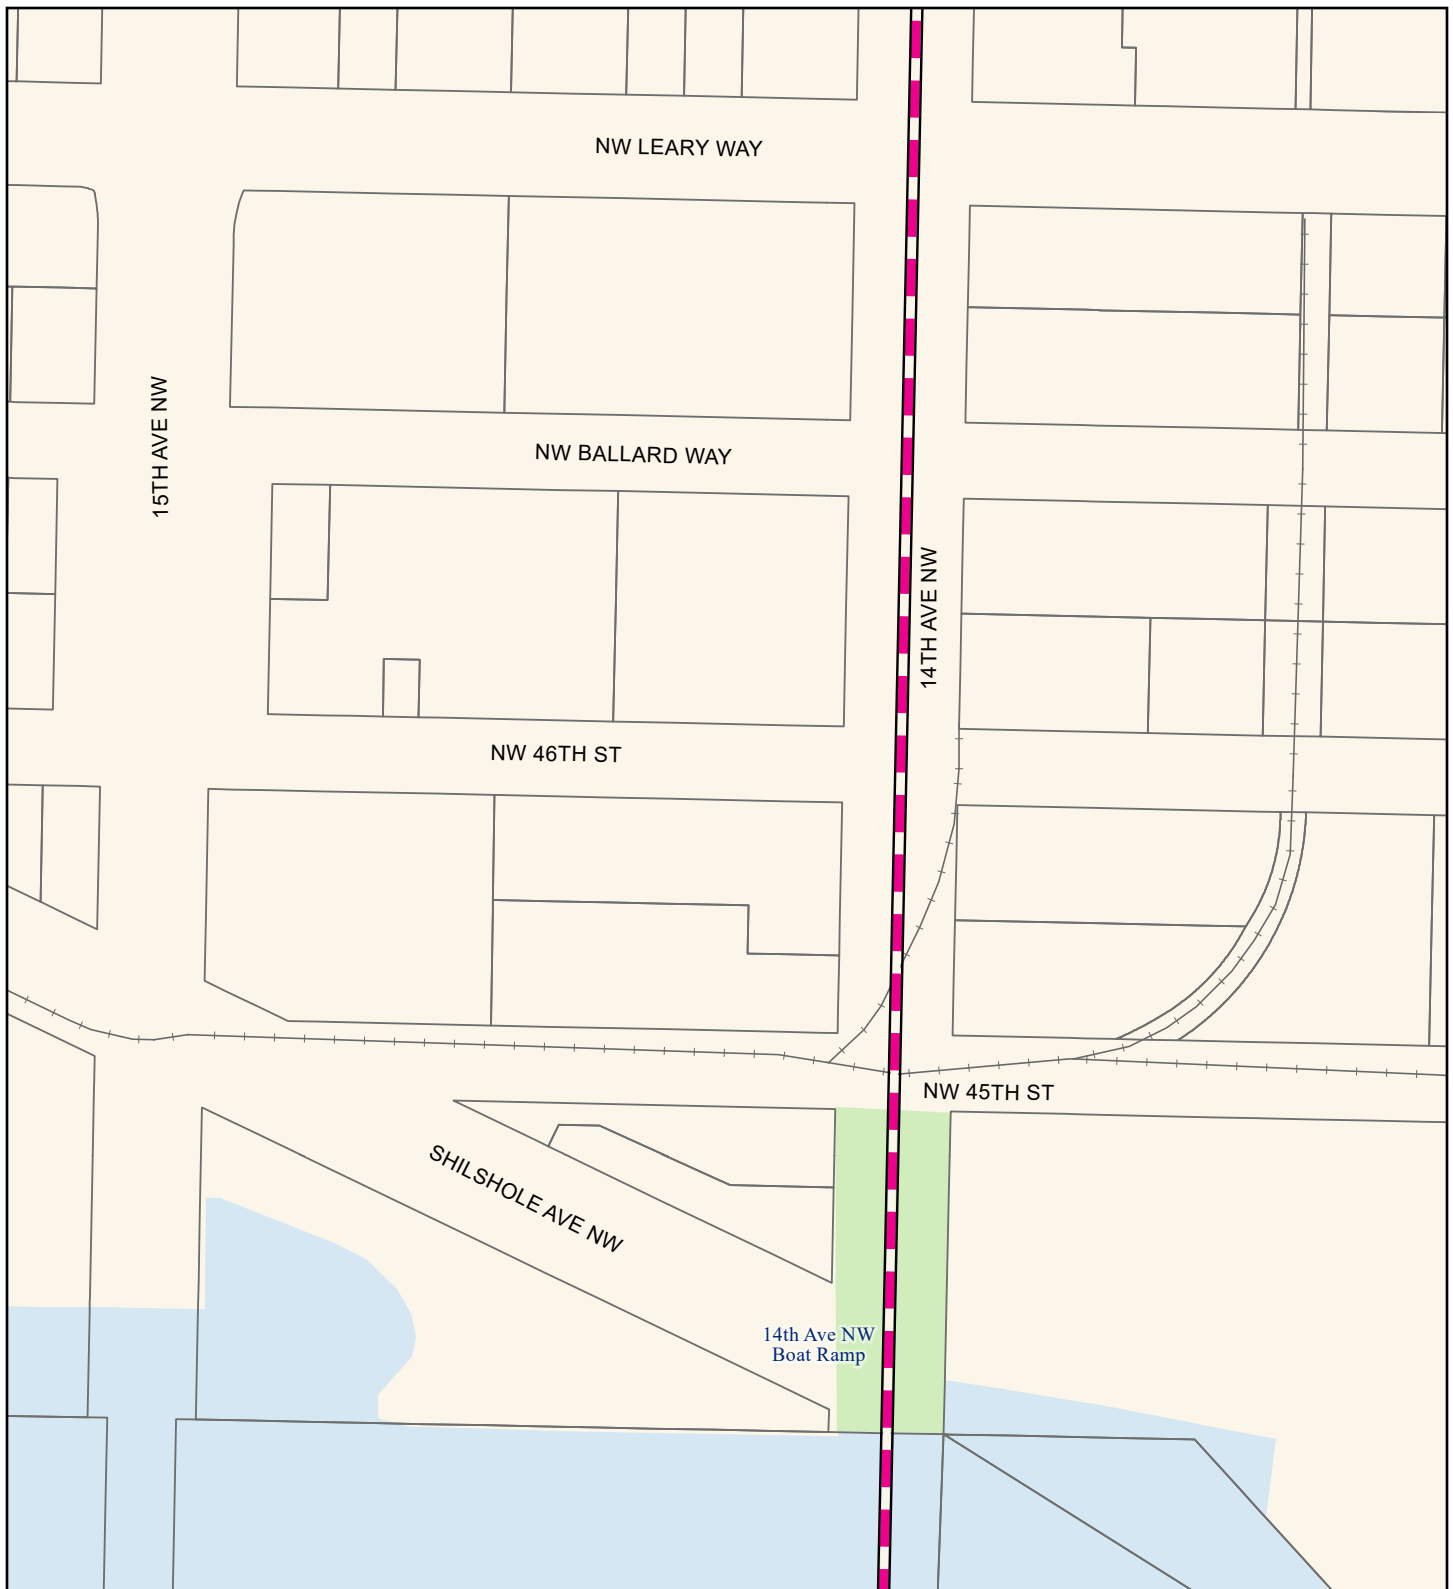 NW LEARY WAY
15TH AVE NW
NW BALLARD WAY
14TH AVE NW
NW 46TH ST
NW 45TH ST
SHILSHOLE AVE NW
14th Ave NW
Boat Ramp